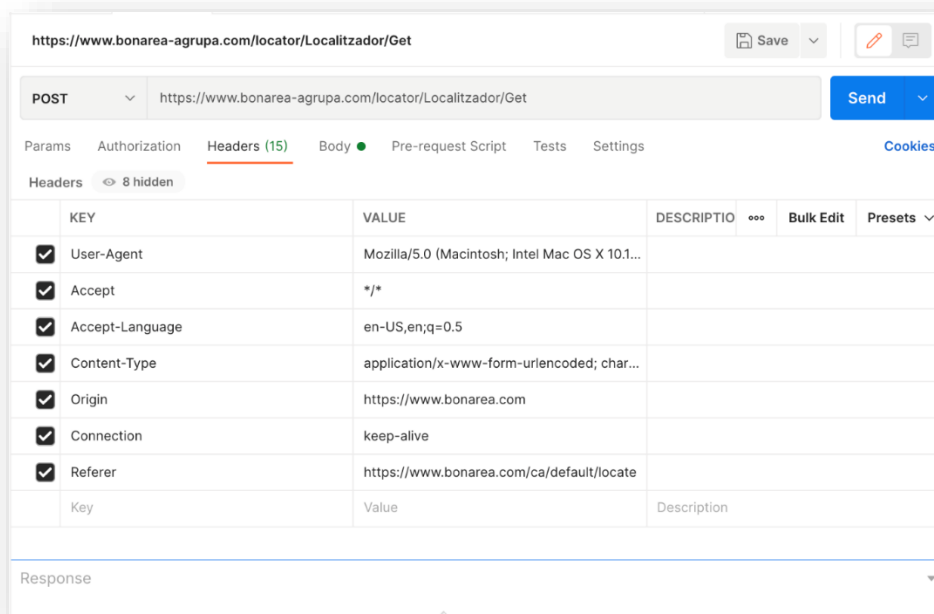 https://www.bonarea-agrupa.com/locator/Localitzador/Get
Save
POST
https://www.bonarea-agrupa.com/locator/Localitzador/Get
Send
Params Authorization Headers (15) Body Pre-request Script Tests Settings Cookies
Headers 8 hidden
KEY VALUE DESCRIPTIO ooo Bulk Edit Presets
User-Agent Mozilla/5.0 (Macintosh; Intel Mac OS X 10.1...
Accept */*
Accept-Language en-US,en;q=0.5
Content-Type application/x-www-form-urlencoded; char...
Origin https://www.bonarea.com
Connection keep-alive
Referer https://www.bonarea.com/ca/default/locate
Key Value Description
Response